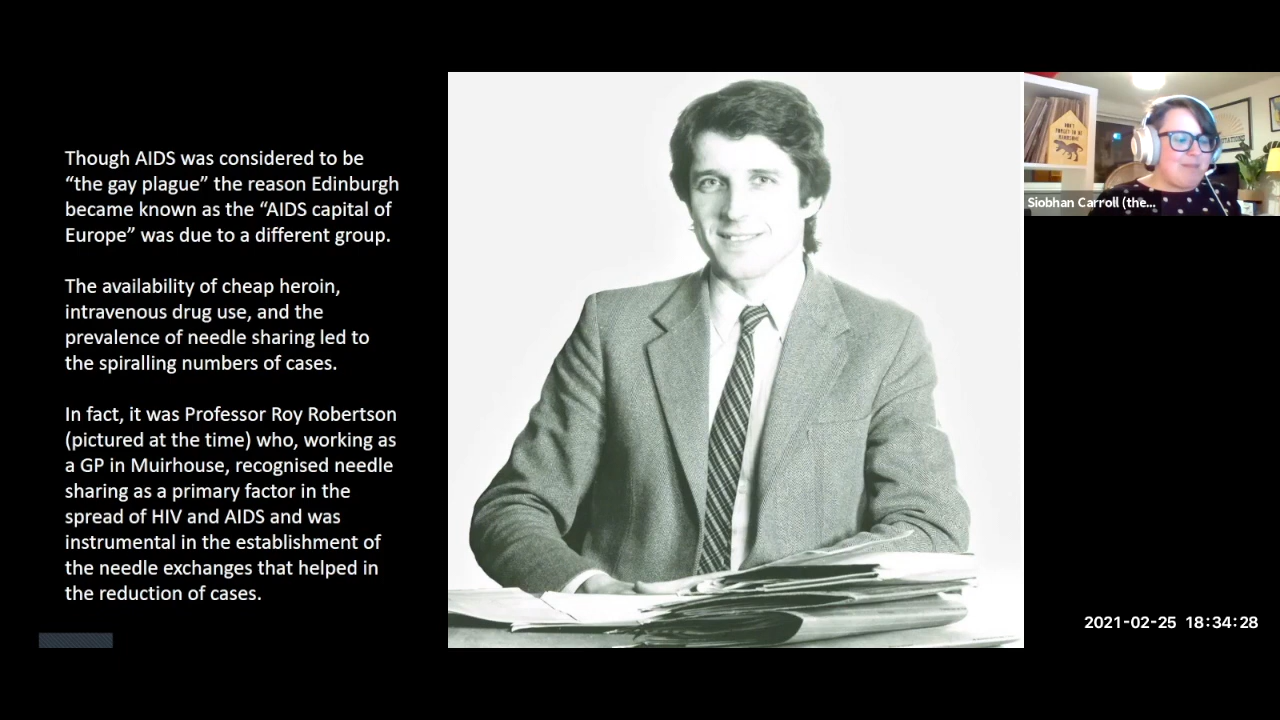 Though AIDS was considered to be
“the gay plague” the reason Edinburgh
became known as the “AIDS capital of
Europe” was due to a different group.
The availability of cheap heroin,
intravenous drug use, and the
prevalence of needle sharing led to
the spiralling numbers of cases.
In fact, it was Professor Roy Robertson
(pictured at the time) who, working as
a GP in Muirhouse, recognised needle
sharing as a primary factor in the
spread of HIV and AIDS and was
instrumental in the establishment of
the needle exchanges that helped in
the reduction of cases.
DON'T
FORGET TO BE
AWESOME
Siobhan Carroll (the...
2021-02-25 18:34:28